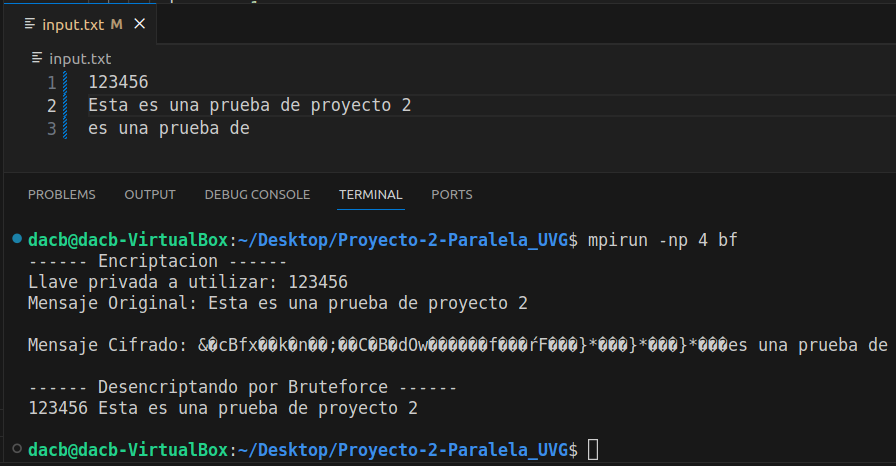 input.txt M
input.txt
1 123456
2 Esta es una prueba de proyecto 2
3 es una prueba de
PROBLEMS OUTPUT DEBUG CONSOLE TERMINAL PORTS
dacb@dacb-VirtualBox:~/Desktop/Proyecto-2-Paralela_UVG$ mpirun -np 4 bf
------ Encriptacion ------
Llave privada a utilizar: 123456
Mensaje Original: Esta es una prueba de proyecto 2
Mensaje Cifrado: &�cBfx��k�n��;��C�B�dOw������f���ŕF���}*���}*���}*���es una prueba de
------ Desencriptando por Bruteforce ------
123456 Esta es una prueba de proyecto 2
dacb@dacb-VirtualBox:~/Desktop/Proyecto-2-Paralela_UVG$